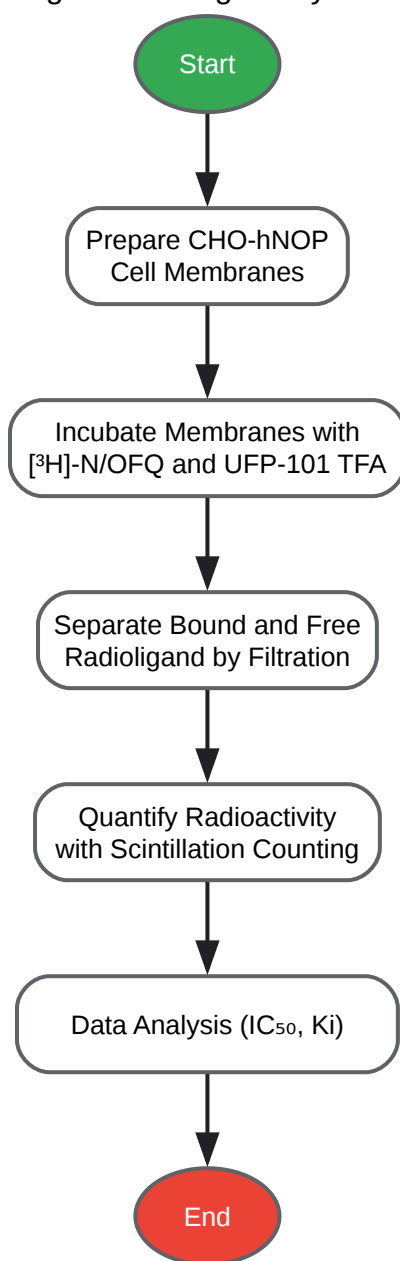 Start
Prepare CHO-hNOP
Cell Membranes
Incubate Membranes with
[³H]-N/OFQ and UFP-101 TFA
Separate Bound and Free
Radioligand by Filtration
Quantify Radioactivity
with Scintillation Counting
Data Analysis (IC₅₀, Ki)
End